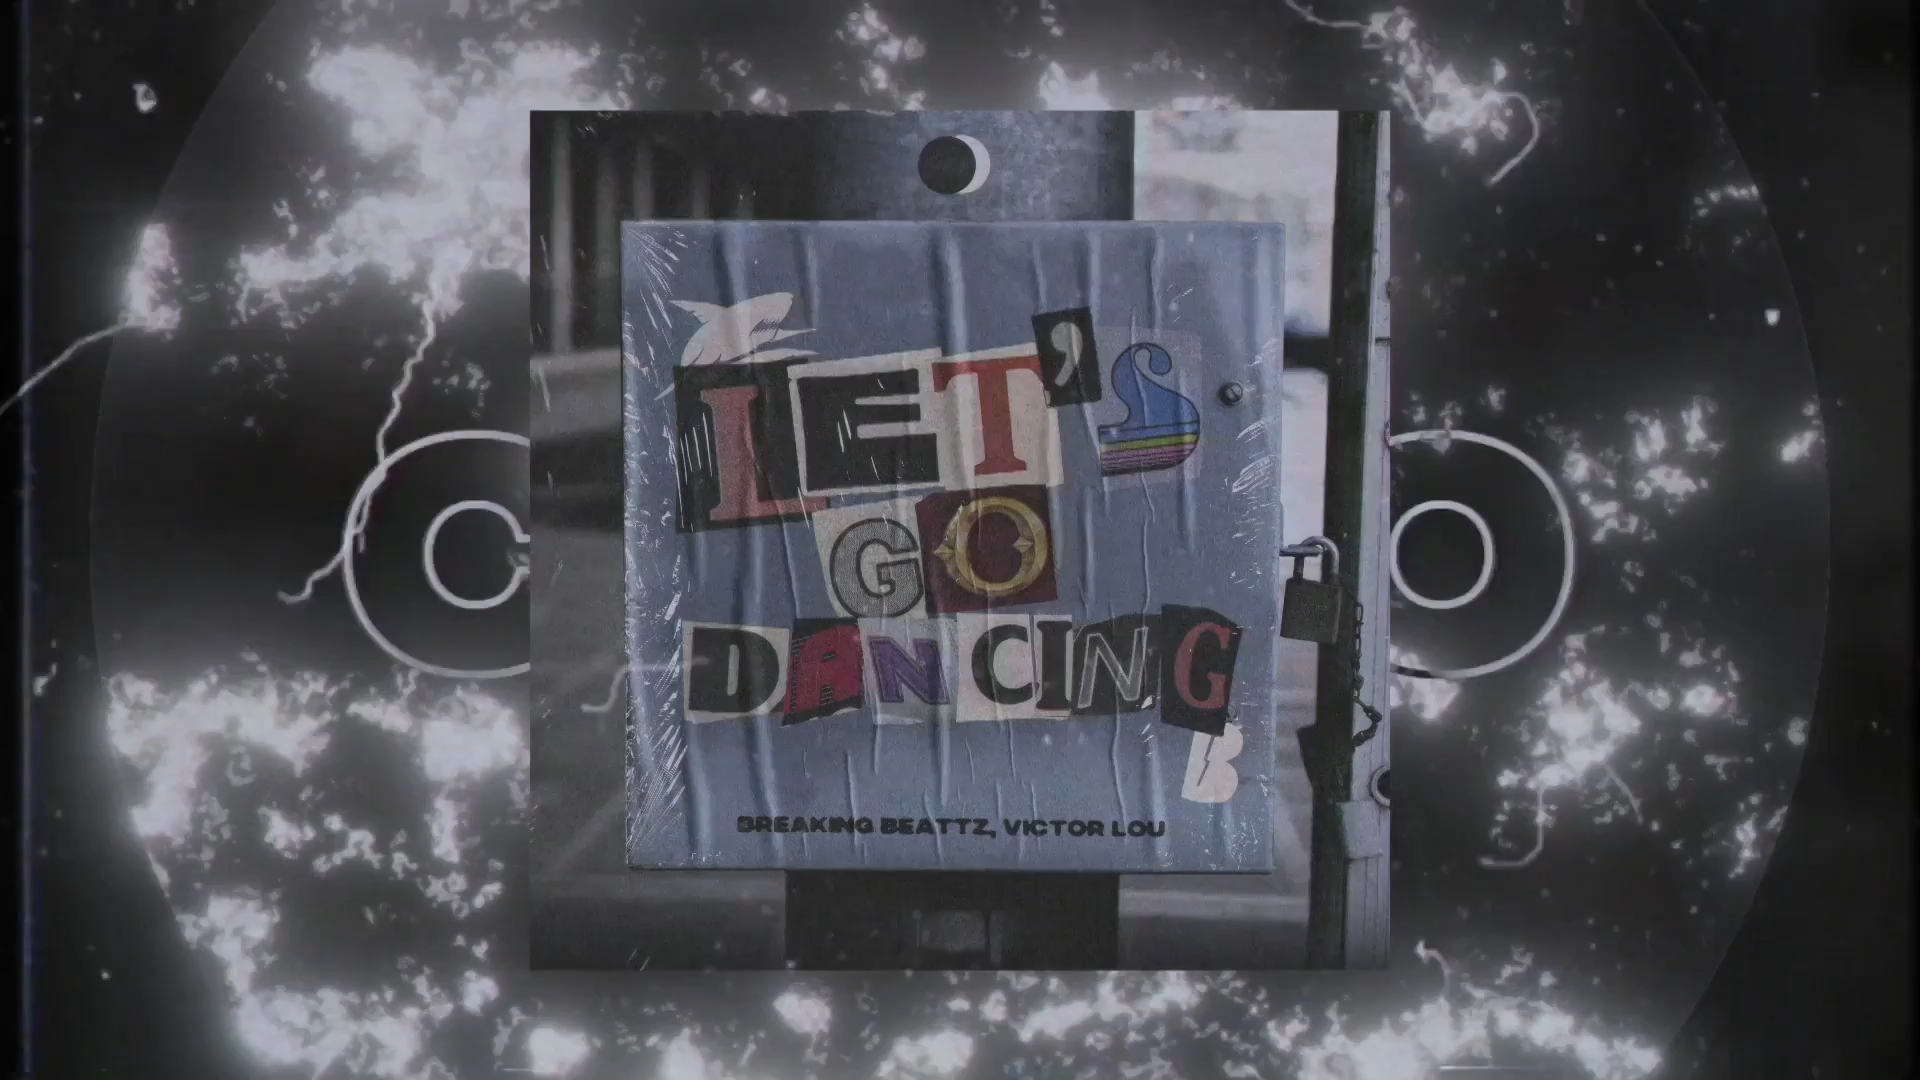 LET'S
GO
DANCING
B
BREAKING BEATTZ, VICTOR LOU